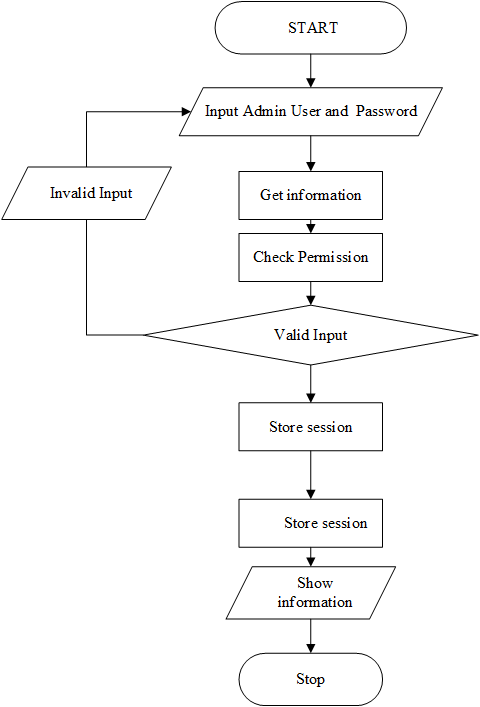 START
Input Admin User and Password
Invalid Input
Get information
Check Permission
Valid Input
Store session
Store session
Show
information
Stop